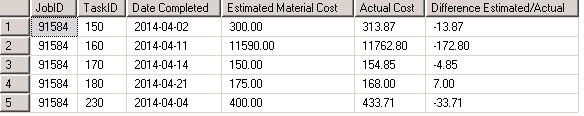 JobID TaskID Date Completed Estimated Material Cost Actual Cost Difference Estimated/Actual
1 91584 150 2014-04-02 300.00 313.87 -13.87
2 91584 160 2014-04-11 11590.00 11762.80 -172.80
3 91584 170 2014-04-14 150.00 154.85 -4.85
4 91584 180 2014-04-21 175.00 168.00 7.00
5 91584 230 2014-04-04 400.00 433.71 -33.71